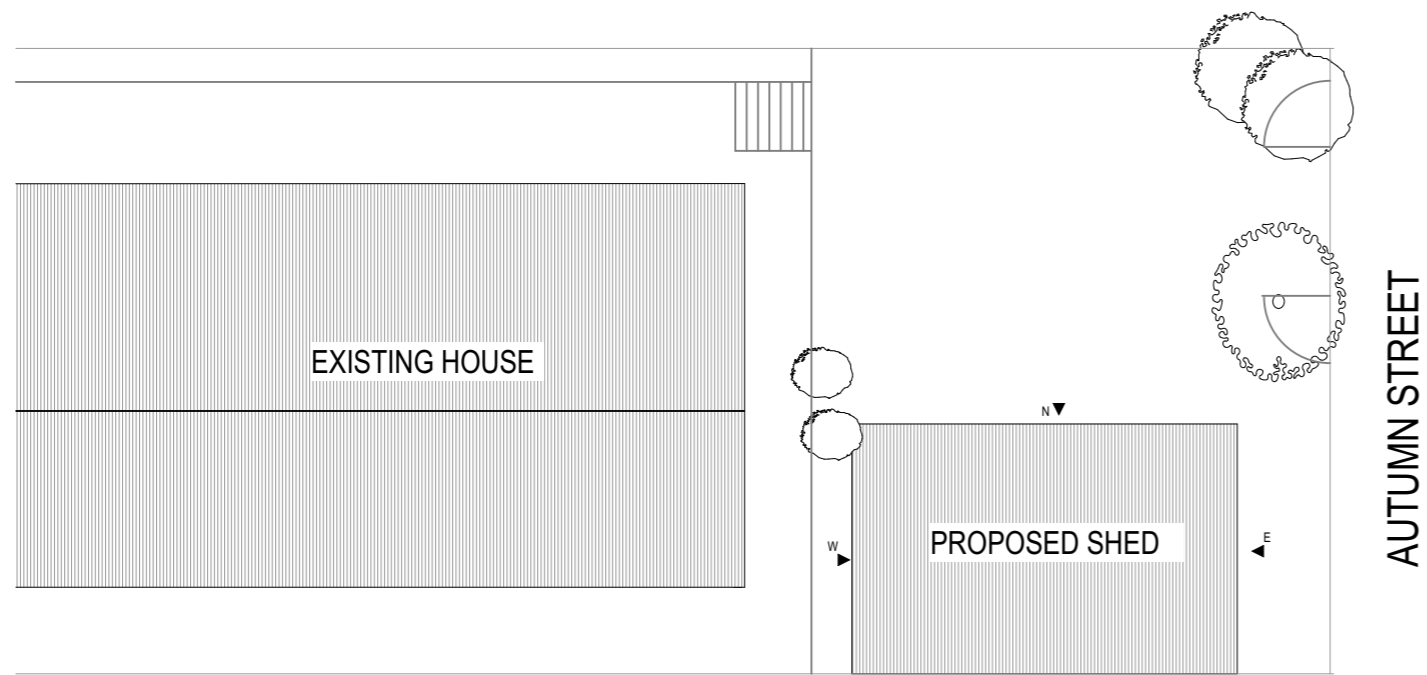 EXISTING HOUSE
N
W
PROPOSED SHED
E
AUTUMN STREET